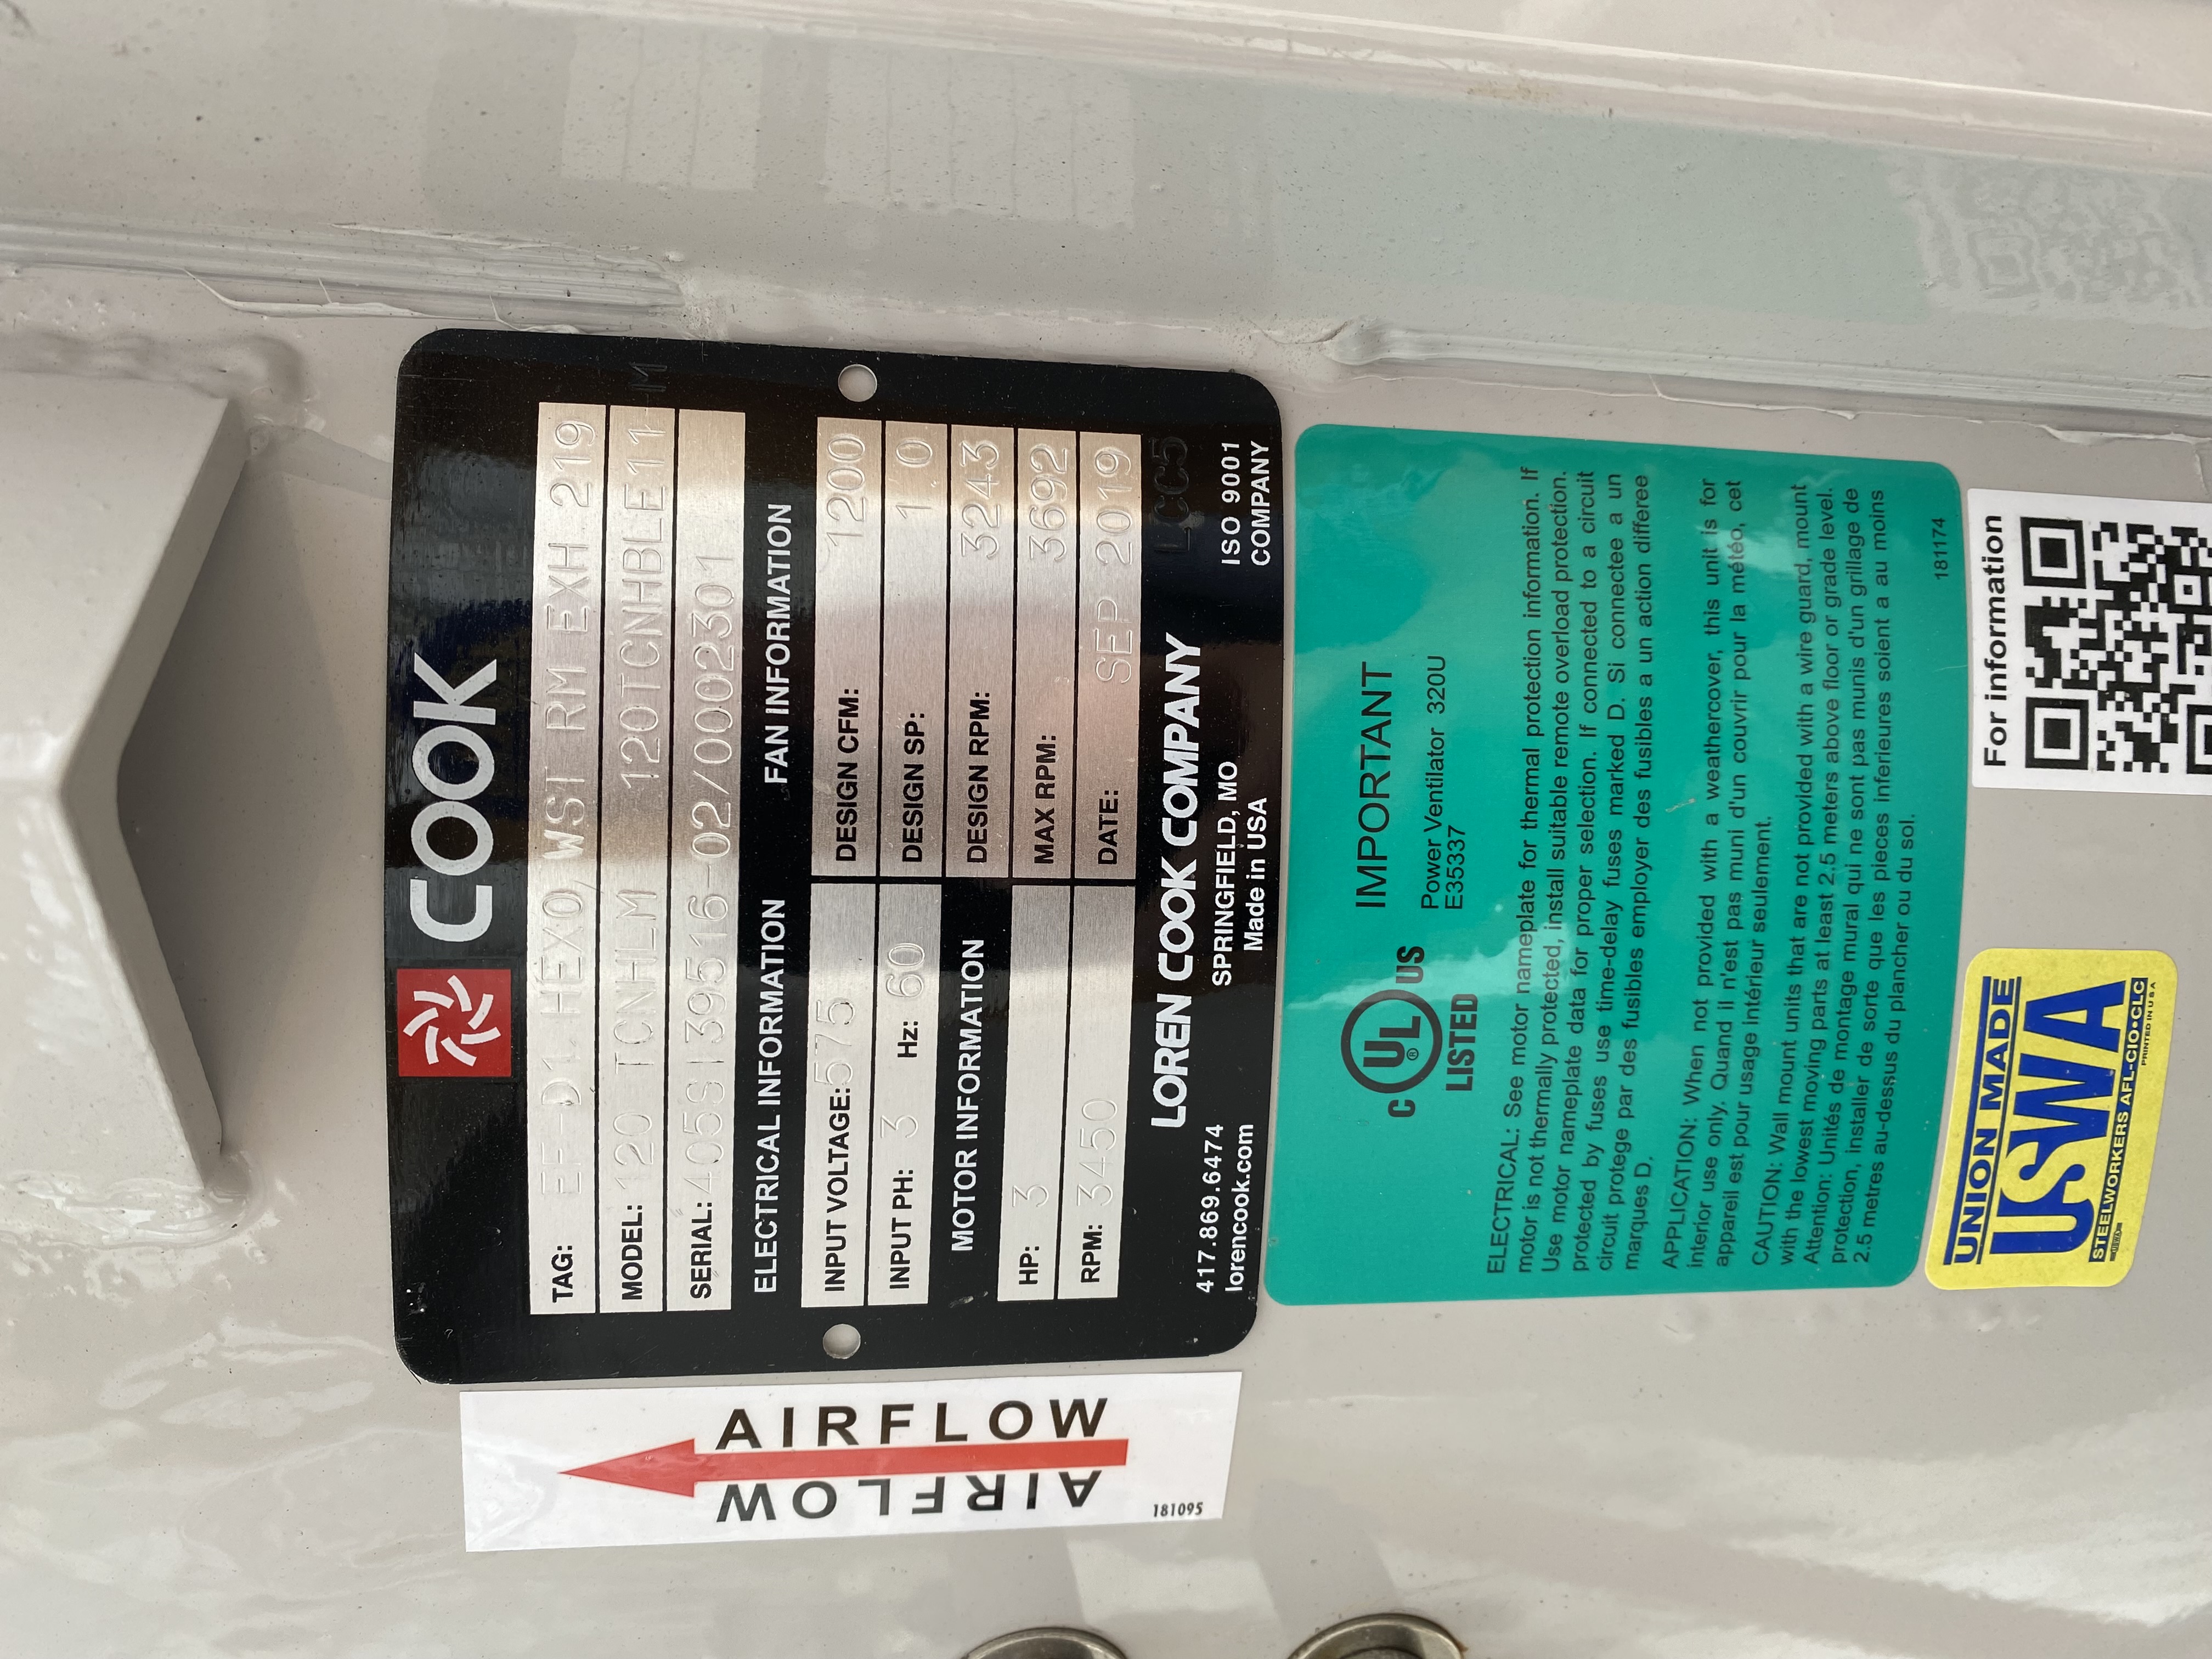 COOK
TAG: EF-D1,HEXO,WST RM EXH 219
MODEL: 120 TCNHLM 120TCNHBLE11-M
SERIAL: 405S139516-02/0002301
ELECTRICAL INFORMATION
INPUT VOLTAGE: 575
INPUT PH: 3 Hz: 60
MOTOR INFORMATION
HP: 3
RPM: 3450
FAN INFORMATION
DESIGN CFM: 1200
DESIGN SP: 1.0
DESIGN RPM: 3243
MAX RPM: 3692
DATE: SEP 2019
LCC5
417.869.6474
lorencook.com
LOREN COOK COMPANY
SPRINGFIELD, MO
Made in USA
ISO 9001
COMPANY
AIRFLOW
AIRFLOW
181095
C UL ® US
LISTED
IMPORTANT
Power Ventilator 320U
E35337
ELECTRICAL: See motor nameplate for thermal protection information. If
motor is not thermally protected, install suitable remote overload protection.
Use motor nameplate data for proper selection. If connected to a circuit
protected by fuses use time-delay fuses marked D. Si connectee a un
circuit protege par des fusibles employer des fusibles a un action différee
marques D.
APPLICATION: When not provided with a weathercover, this unit is for
interior use only. Quand il n'est pas muni d'un couvrir pour la météo, cet
appareil est pour usage intérieur seulement.
CAUTION: Wall mount units that are not provided with a wire guard, mount
with the lowest moving parts at least 2.5 meters above floor or grade level.
Attention: Unités de montage mural qui ne sont pas munis d'un grillage de
protection, installer de sorte que les pieces inferieures soient a au moins
2.5 metres au-dessus du plancher ou du sol.
181174
UNION MADE
USWA
STEELWORKERS AFL-CIO•CLC
PRINTED IN U S A
For information